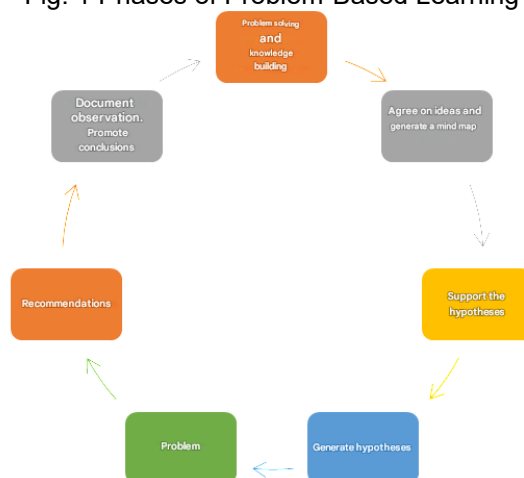 Fig. 1 Phases of Problem-Based Learning
Problem solving
and
knowledge
building
Agree on ideas and
generate a mind map
Support the
hypotheses
Generate hypotheses
Problem
Recommendations
Document
observation.
Promote
conclusions